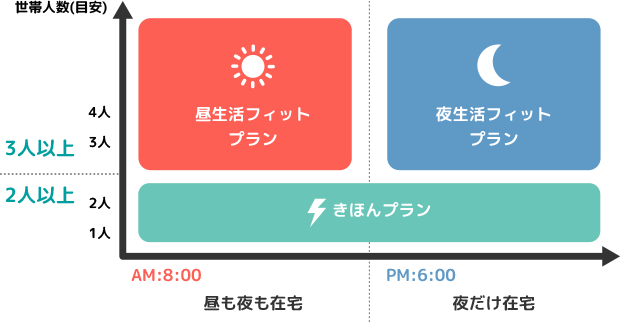 世帯人数(目安)
昼生活フィット
プラン
夜生活フィット
プラン
4人
3人以上
3人
2人以上
2人
きほんプラン
1人
AM:8:00
PM:6:00
昼も夜も在宅
夜だけ在宅